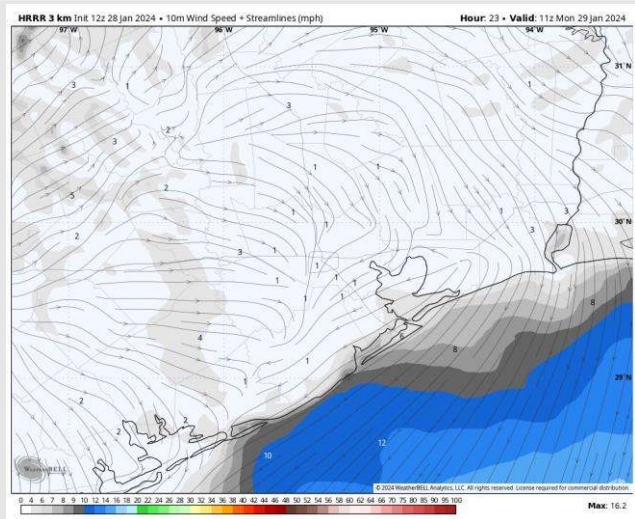 HRRR 3 km Init 12z 28 Jan 2024 • 10m Wind Speed + Streamlines (mph) Hour: 23 • Valid: 11z Mon 29 Jan 2024
97°W 96°W 95°W 94°W
31°N
3 1 1
3
2
3
1 1
5 2
1 1 3
30°N
2 1 3
3
1
1 1
1
1 1
8
4 6
8
1
29°N
1
2
2
2
12
10
WeatherBELL
© 2024 WeatherBELL Analytics, LLC. All rights reserved. License required for commercial distribution.
0 4 6 7 8 9 10 12 14 16 18 20 22 24 26 28 30 32 34 36 38 40 42 44 46 48 50 52 54 56 58 60 62 64 66 70 75 80 85 90 95 100
Max: 16.2